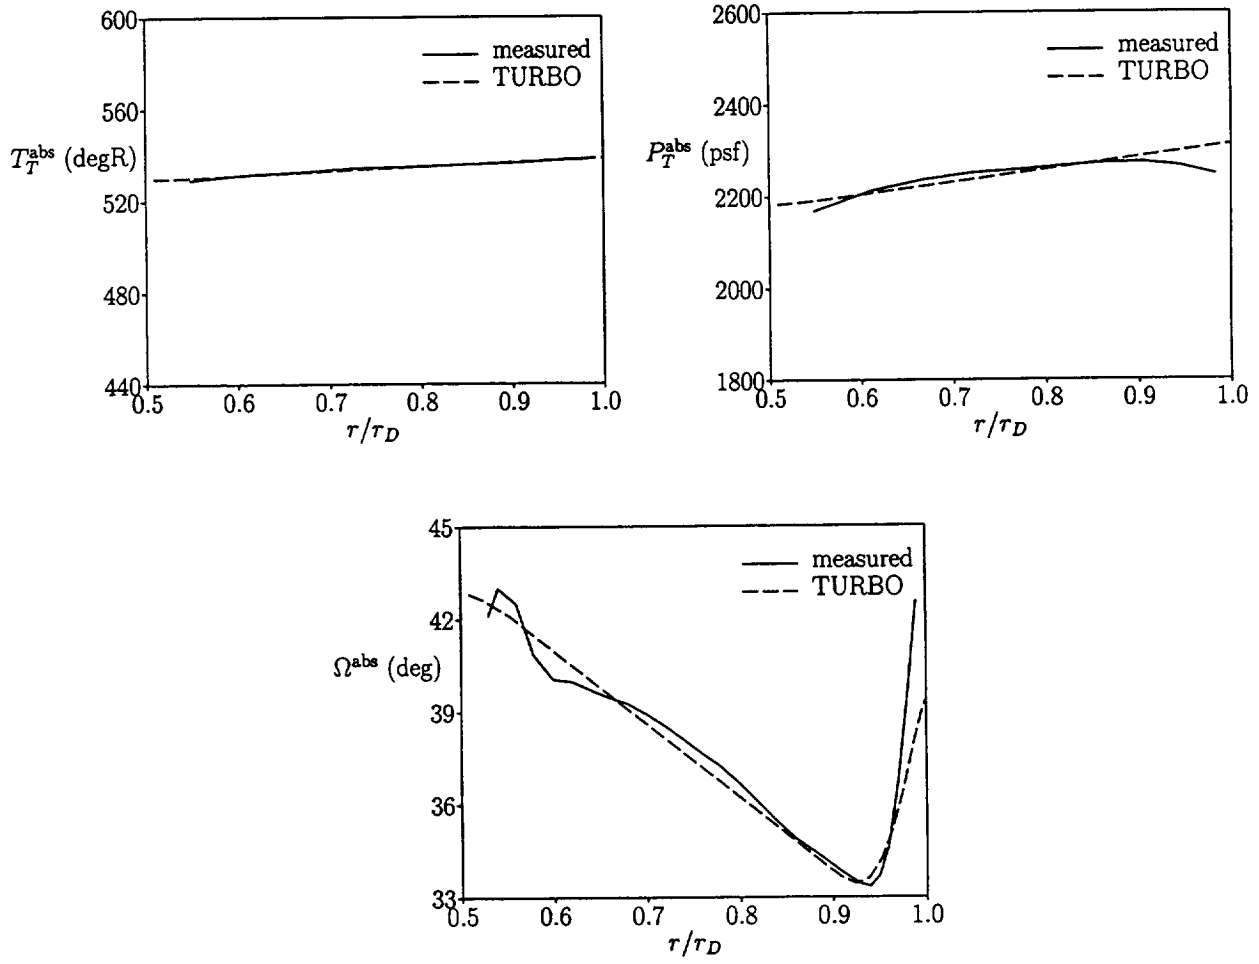 600
560
520
480
440
T_T^abs (degR)
measured
TURBO
0.5 0.6 0.7 0.8 0.9 1.0
r/r_D
2600
2400
2200
2000
1800
P_T^abs (psf)
measured
TURBO
0.5 0.6 0.7 0.8 0.9 1.0
r/r_D
45
42
39
36
33
Ω^abs (deg)
measured
TURBO
0.5 0.6 0.7 0.8 0.9 1.0
r/r_D